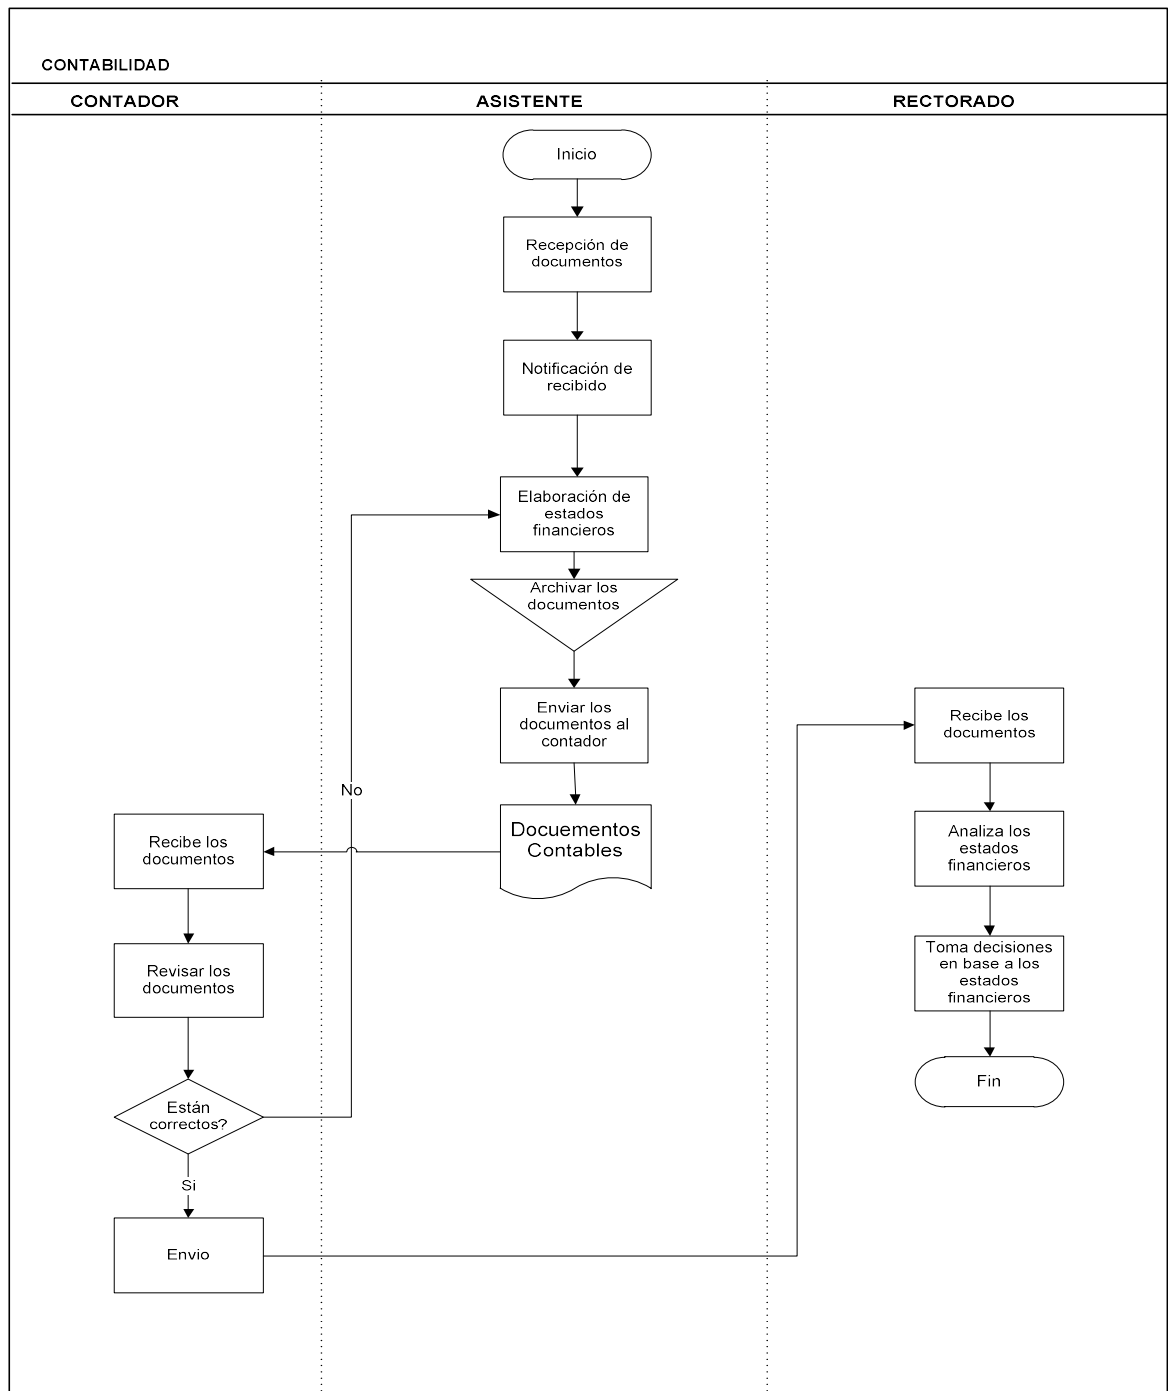 CONTABILIDAD
CONTADOR
ASISTENTE
RECTORADO
Inicio
Recepción de
documentos
Notificación de
recibido
Elaboración de
estados
financieros
Archivar los
documentos
Enviar los
documentos al
contador
Docuementos
Contables
No
Recibe los
documentos
Revisar los
documentos
Están
correctos?
Si
Envio
Recibe los
documentos
Analiza los
estados
financieros
Toma decisiones
en base a los
estados
financieros
Fin